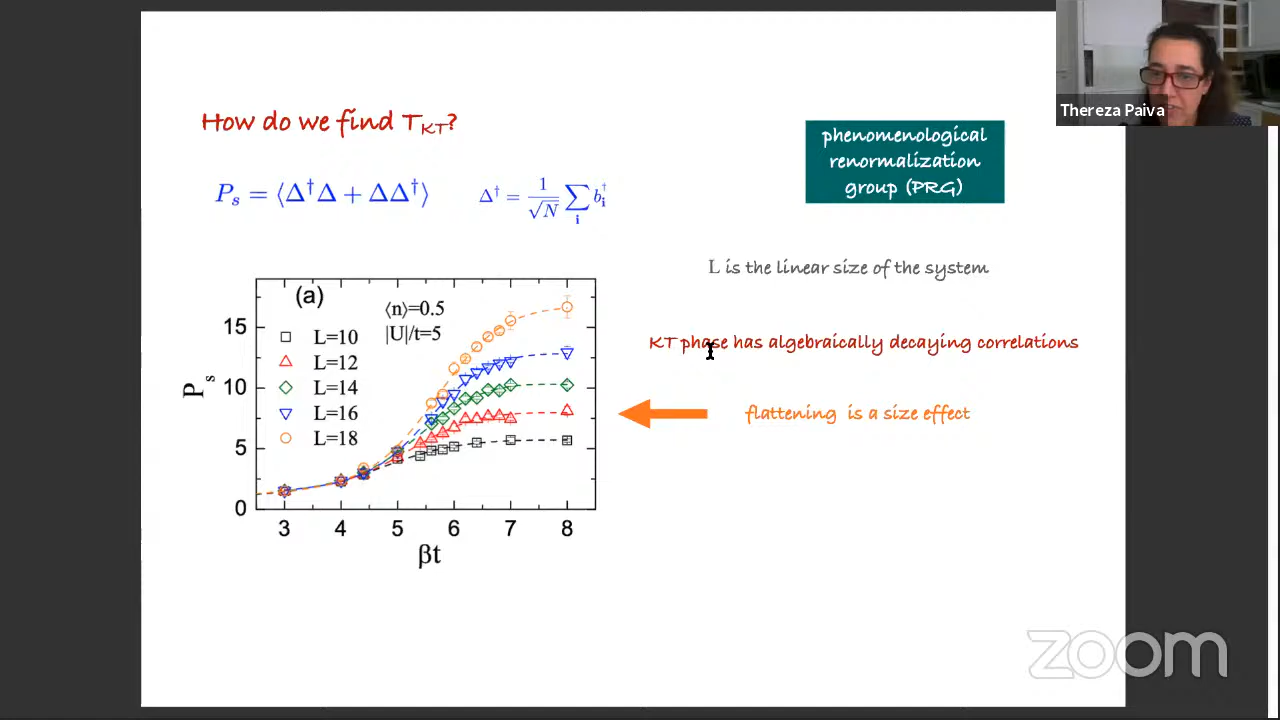 How do we find T_KT?
P_s = ⟨Δ†Δ + ΔΔ†⟩
Δ† = 1/√N ∑_i b_i†
phenomenological
renormalization
group (PRG)
Thereza Paiva
L is the linear size of the system
KT phase has algebraically decaying correlations
flattening is a size effect
(a)
⟨n⟩=0.5
|U|/t=5
L=10
L=12
L=14
L=16
L=18
P_s
15
10
5
0
3 4 5 6 7 8
βt
zoom